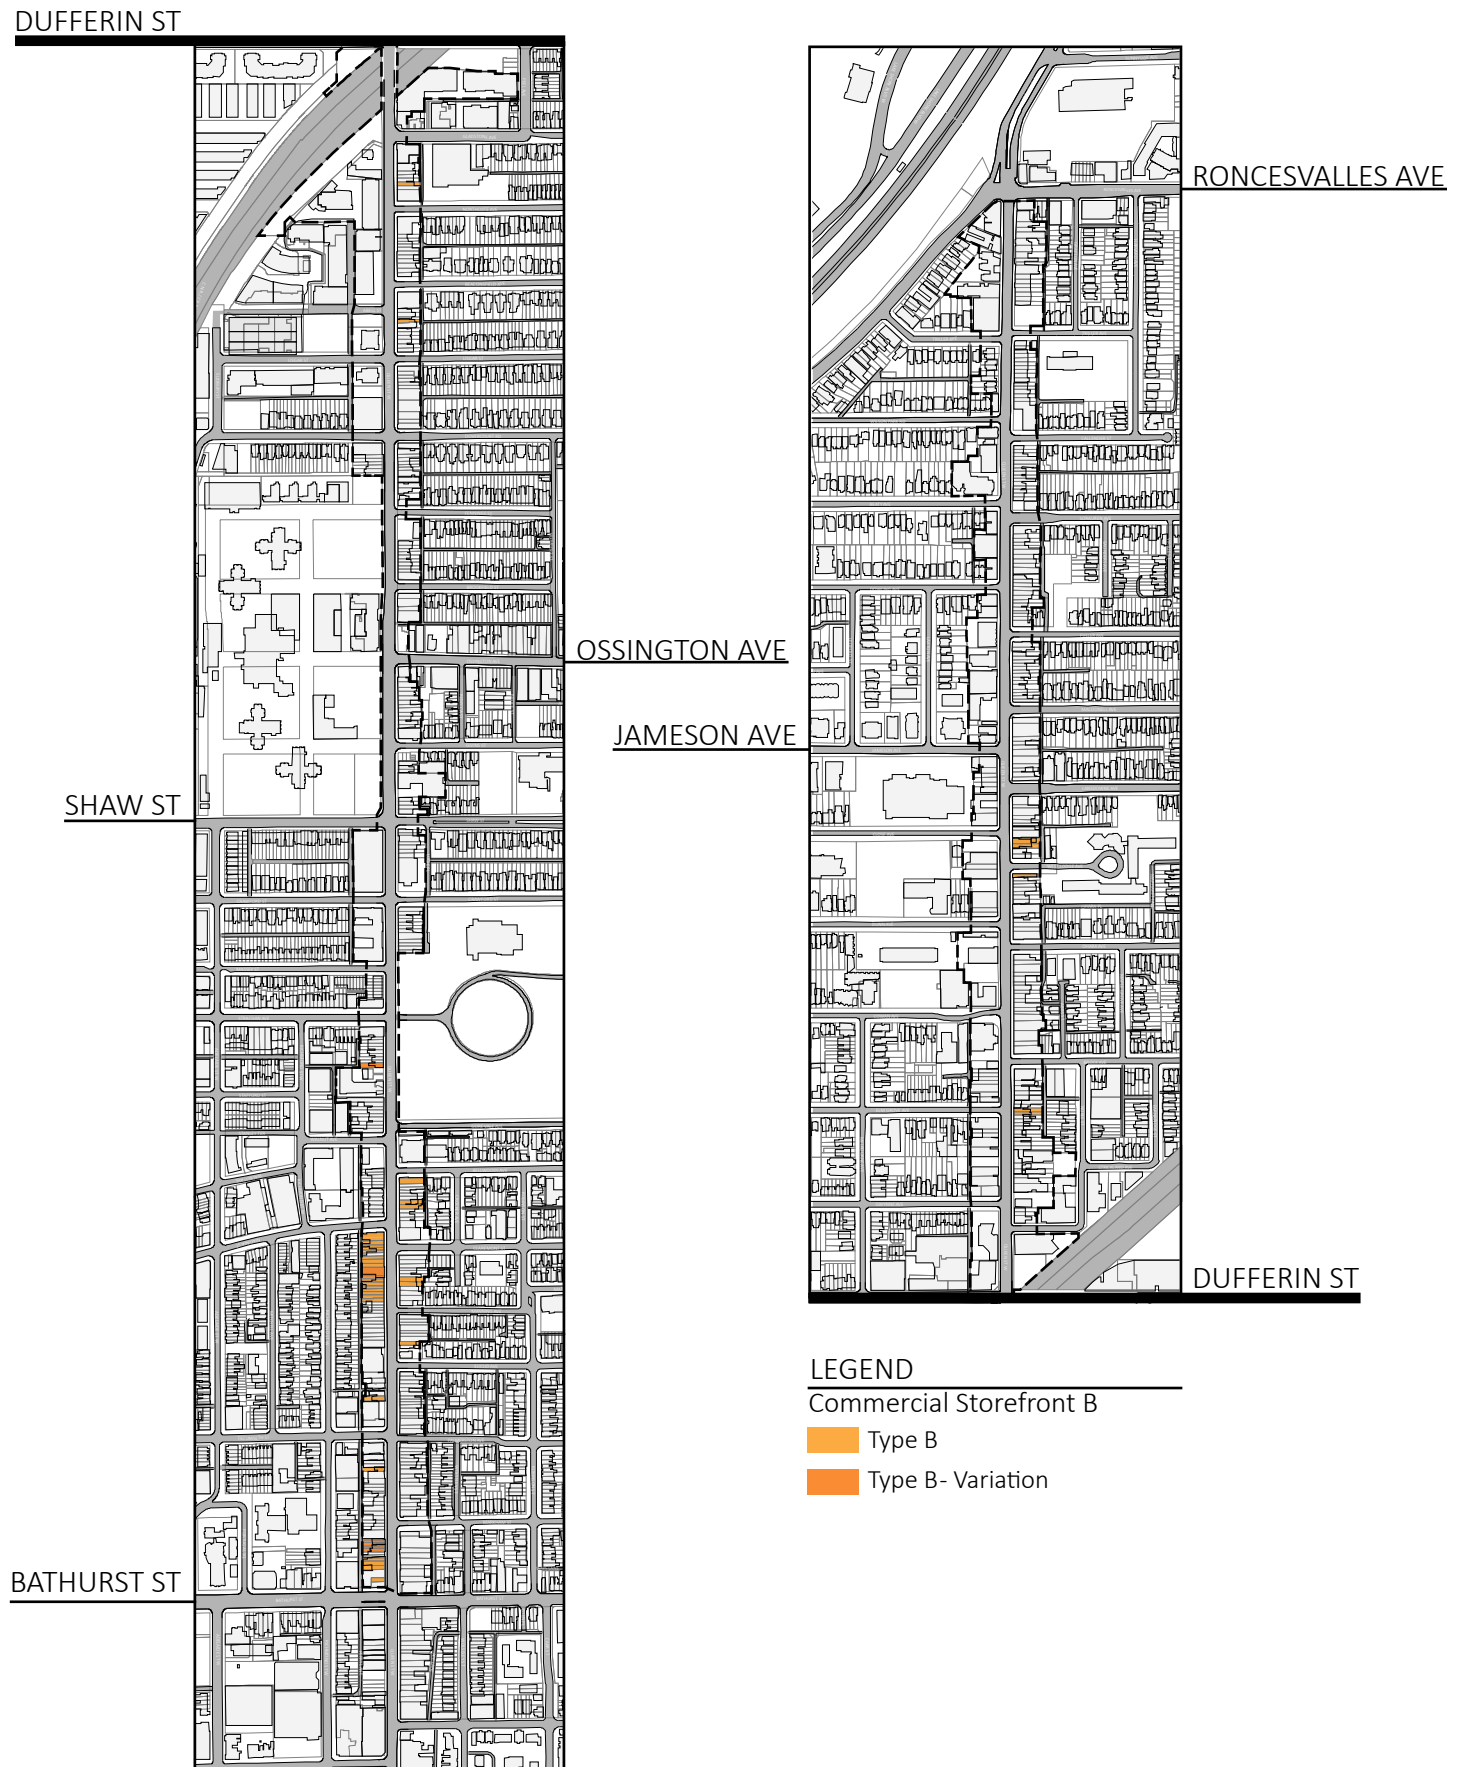 DUFFERIN ST
RONCESVALLES AVE
OSSINGTON AVE
JAMESON AVE
SHAW ST
DUFFERIN ST
LEGEND
Commercial Storefront B
Type B
Type B- Variation
BATHURST ST